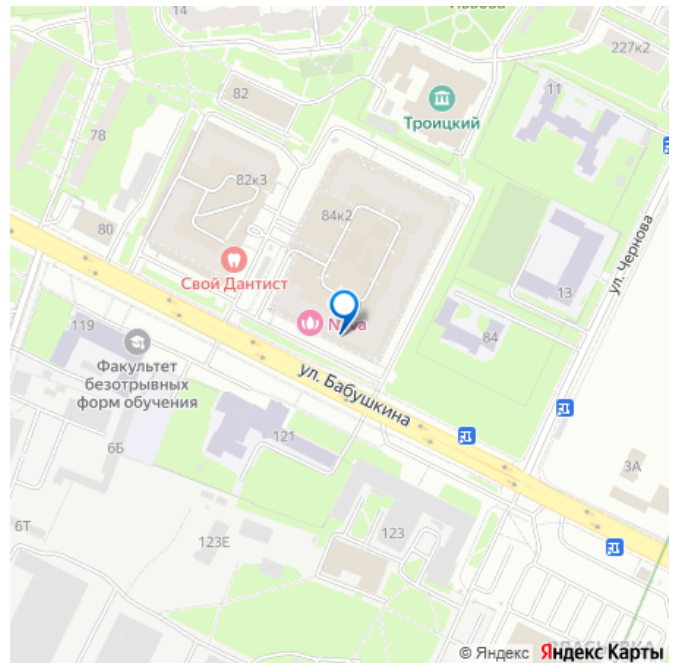 14
227к2
82
11
Троицкий
78
82к3
84к2
ул. Чернова
80
Свой Дантист
13
119
84
Факультет
безотрывных
форм обучения
ул. Бабушкина
121
6Б
3А
6Т
123Е
123
© Яндекс Яндекс Карты